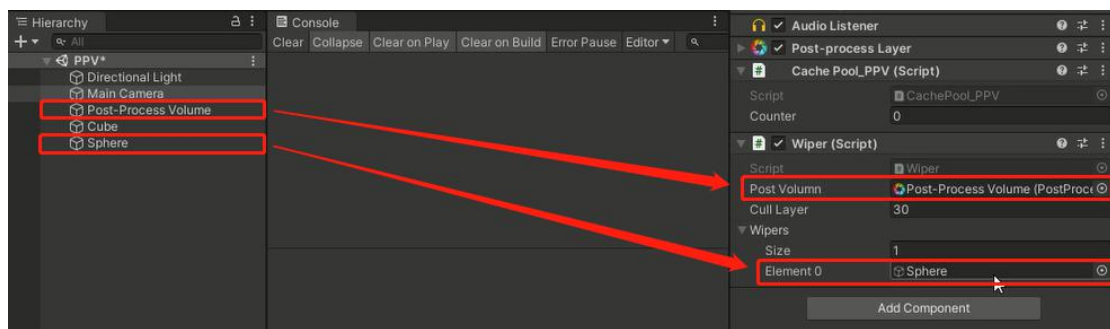 Hierarchy
All
PPV*
Directional Light
Main Camera
Post-Process Volume
Cube
Sphere
Console
Clear Collapse Clear on Play Clear on Build Error Pause Editor
Audio Listener
Post-process Layer
# Cache Pool_PPV (Script)
Script CachePool_PPV
Counter 0
# Wiper (Script)
Script Wiper
Post Volumn Post-Process Volume (PostProce
Cull Layer 30
Wipers
Size 1
Element 0 Sphere
Add Component